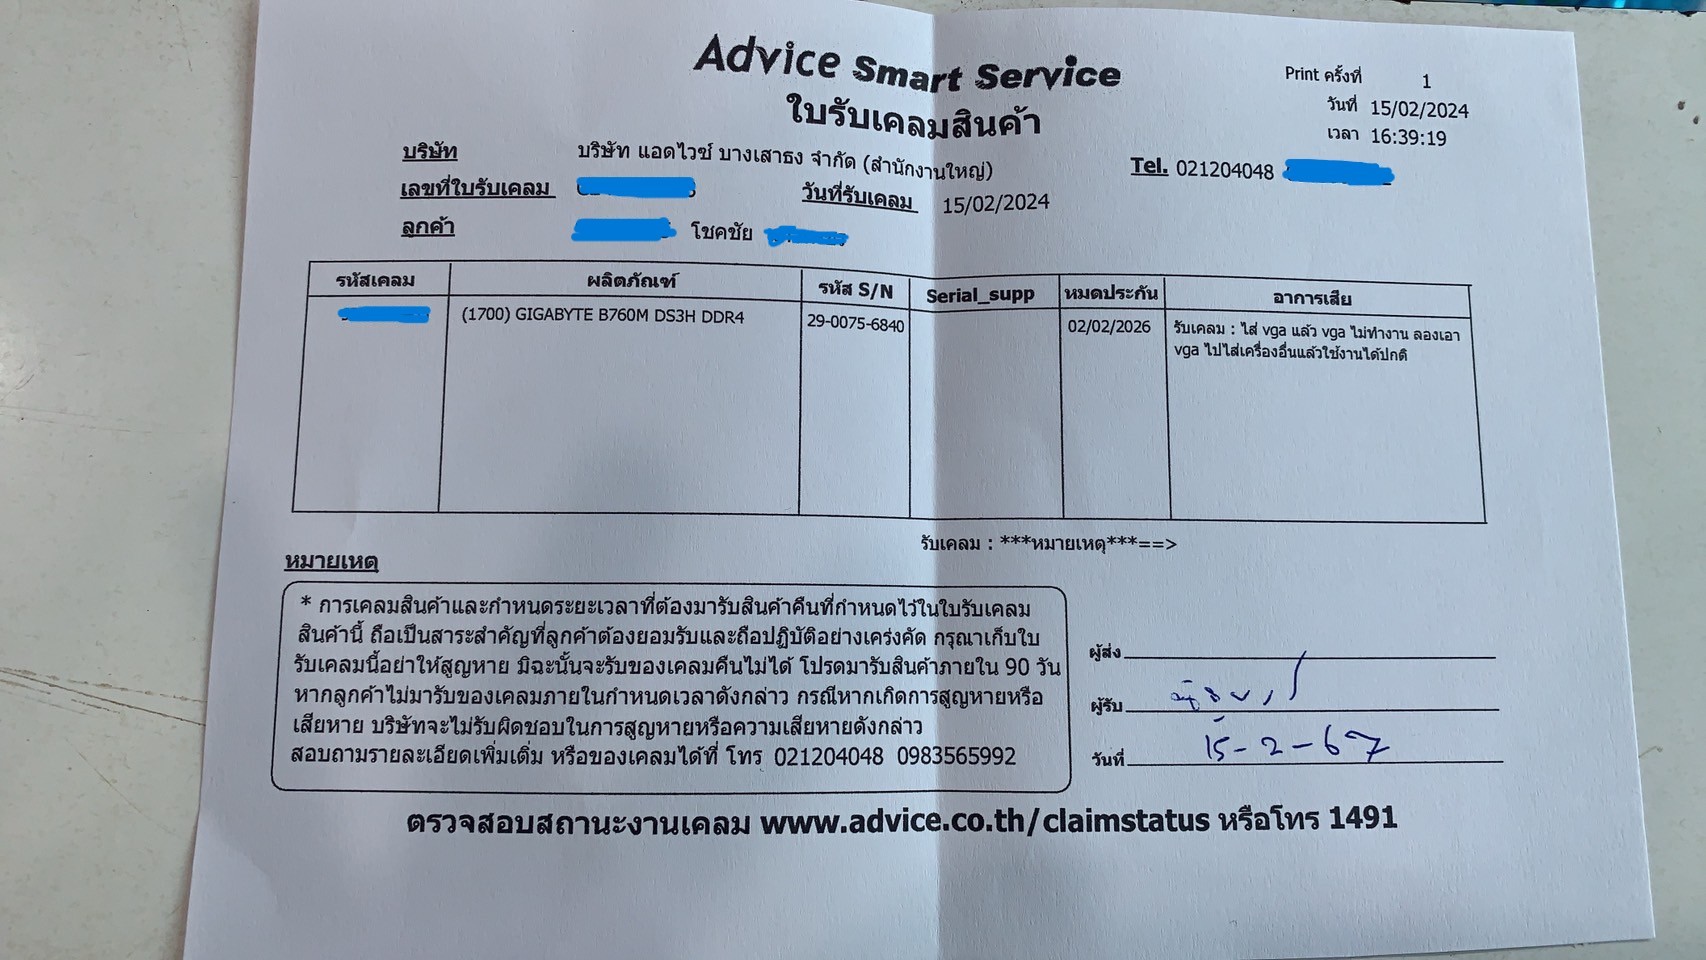 Advice Smart Service
ใบรับเคลมสินค้า
Print ครั้งที่ 1
วันที่ 15/02/2024
เวลา 16:39:19
บริษัท บริษัท แอดไวซ์ บางเสาธง จำกัด (สำนักงานใหญ่) Tel. 021204048
เลขที่ใบรับเคลม วันที่รับเคลม 15/02/2024
ลูกค้า โชคชัย
รหัสเคลม ผลิตภัณฑ์ รหัส S/N Serial_supp หมดประกัน อาการเสีย
(1700) GIGABYTE B760M DS3H DDR4 29-0075-6840 02/02/2026 รับเคลม : ใส่ vga แล้ว vga ไม่ทำงาน ลองเอา
vga ไปใส่เครื่องอื่นแล้วใช้งานได้ปกติ
รับเคลม : ***หมายเหตุ***==>
หมายเหตุ
* การเคลมสินค้าและกำหนดระยะเวลาที่ต้องมารับสินค้าคืนที่กำหนดไว้ในใบรับเคลม
สินค้านี้ ถือเป็นสาระสำคัญที่ลูกค้าต้องยอมรับและถือปฏิบัติอย่างเคร่งคัด กรุณาเก็บใบ
รับเคลมนี้อย่าให้สูญหาย มิฉะนั้นจะรับของเคลมคืนไม่ได้ โปรดมารับสินค้าภายใน 90 วัน
หากลูกค้าไม่มารับของเคลมภายในกำหนดเวลาดังกล่าว กรณีหากเกิดการสูญหายหรือ
เสียหาย บริษัทจะไม่รับผิดชอบในการสูญหายหรือความเสียหายดังกล่าว
สอบถามรายละเอียดเพิ่มเติ่ม หรือของเคลมได้ที่ โทร 021204048 0983565992
ผู้ส่ง
ผู้รับ
วันที่ 15-2-67
ตรวจสอบสถานะงานเคลม www.advice.co.th/claimstatus หรือโทร 1491